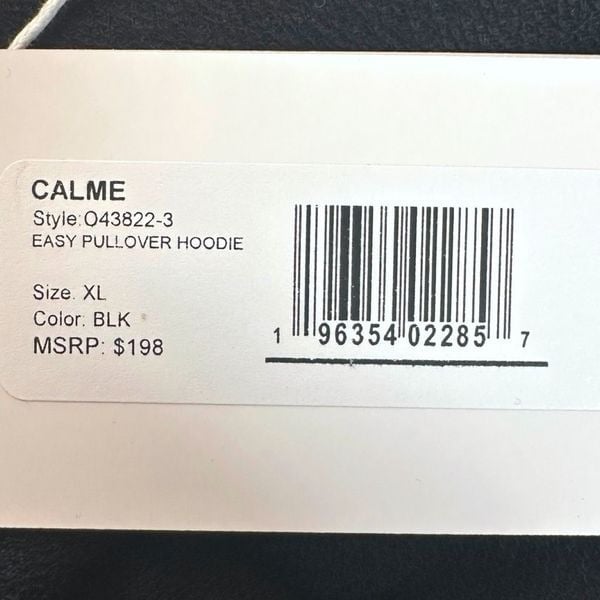 CALME
Style:O43822-3
EASY PULLOVER HOODIE
Size: XL
Color: BLK
MSRP: $198
1 96354 02285 7